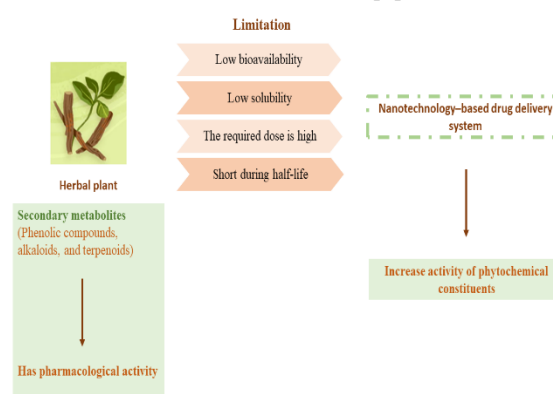 Limitation
Low bioavailability
Low solubility
The required dose is high
Short during half-life
Herbal plant
Secondary metabolites
(Phenolic compounds,
alkaloids, and terpenoids)
Has pharmacological activity
Nanotechnology–based drug delivery
system
Increase activity of phytochemical
constituents